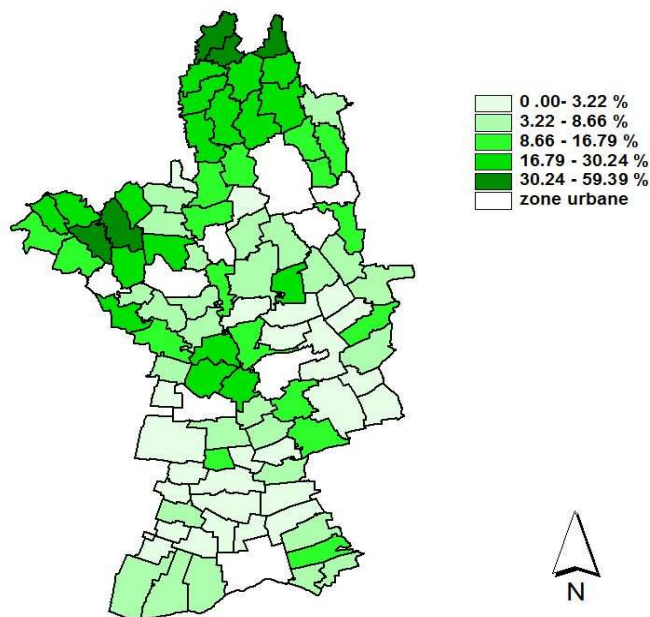 0 .00- 3.22 %
3.22 - 8.66 %
8.66 - 16.79 %
16.79 - 30.24 %
30.24 - 59.39 %
zone urbane
N